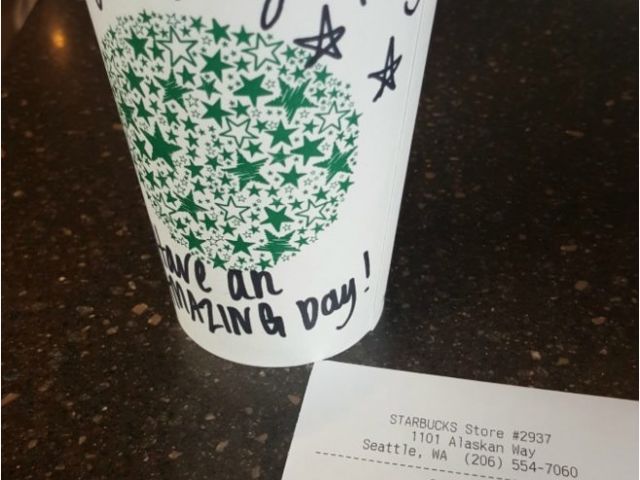 Have an
AMAZING Day!
STARBUCKS Store #2937
1101 Alaskan Way
Seattle, WA (206) 554-7060